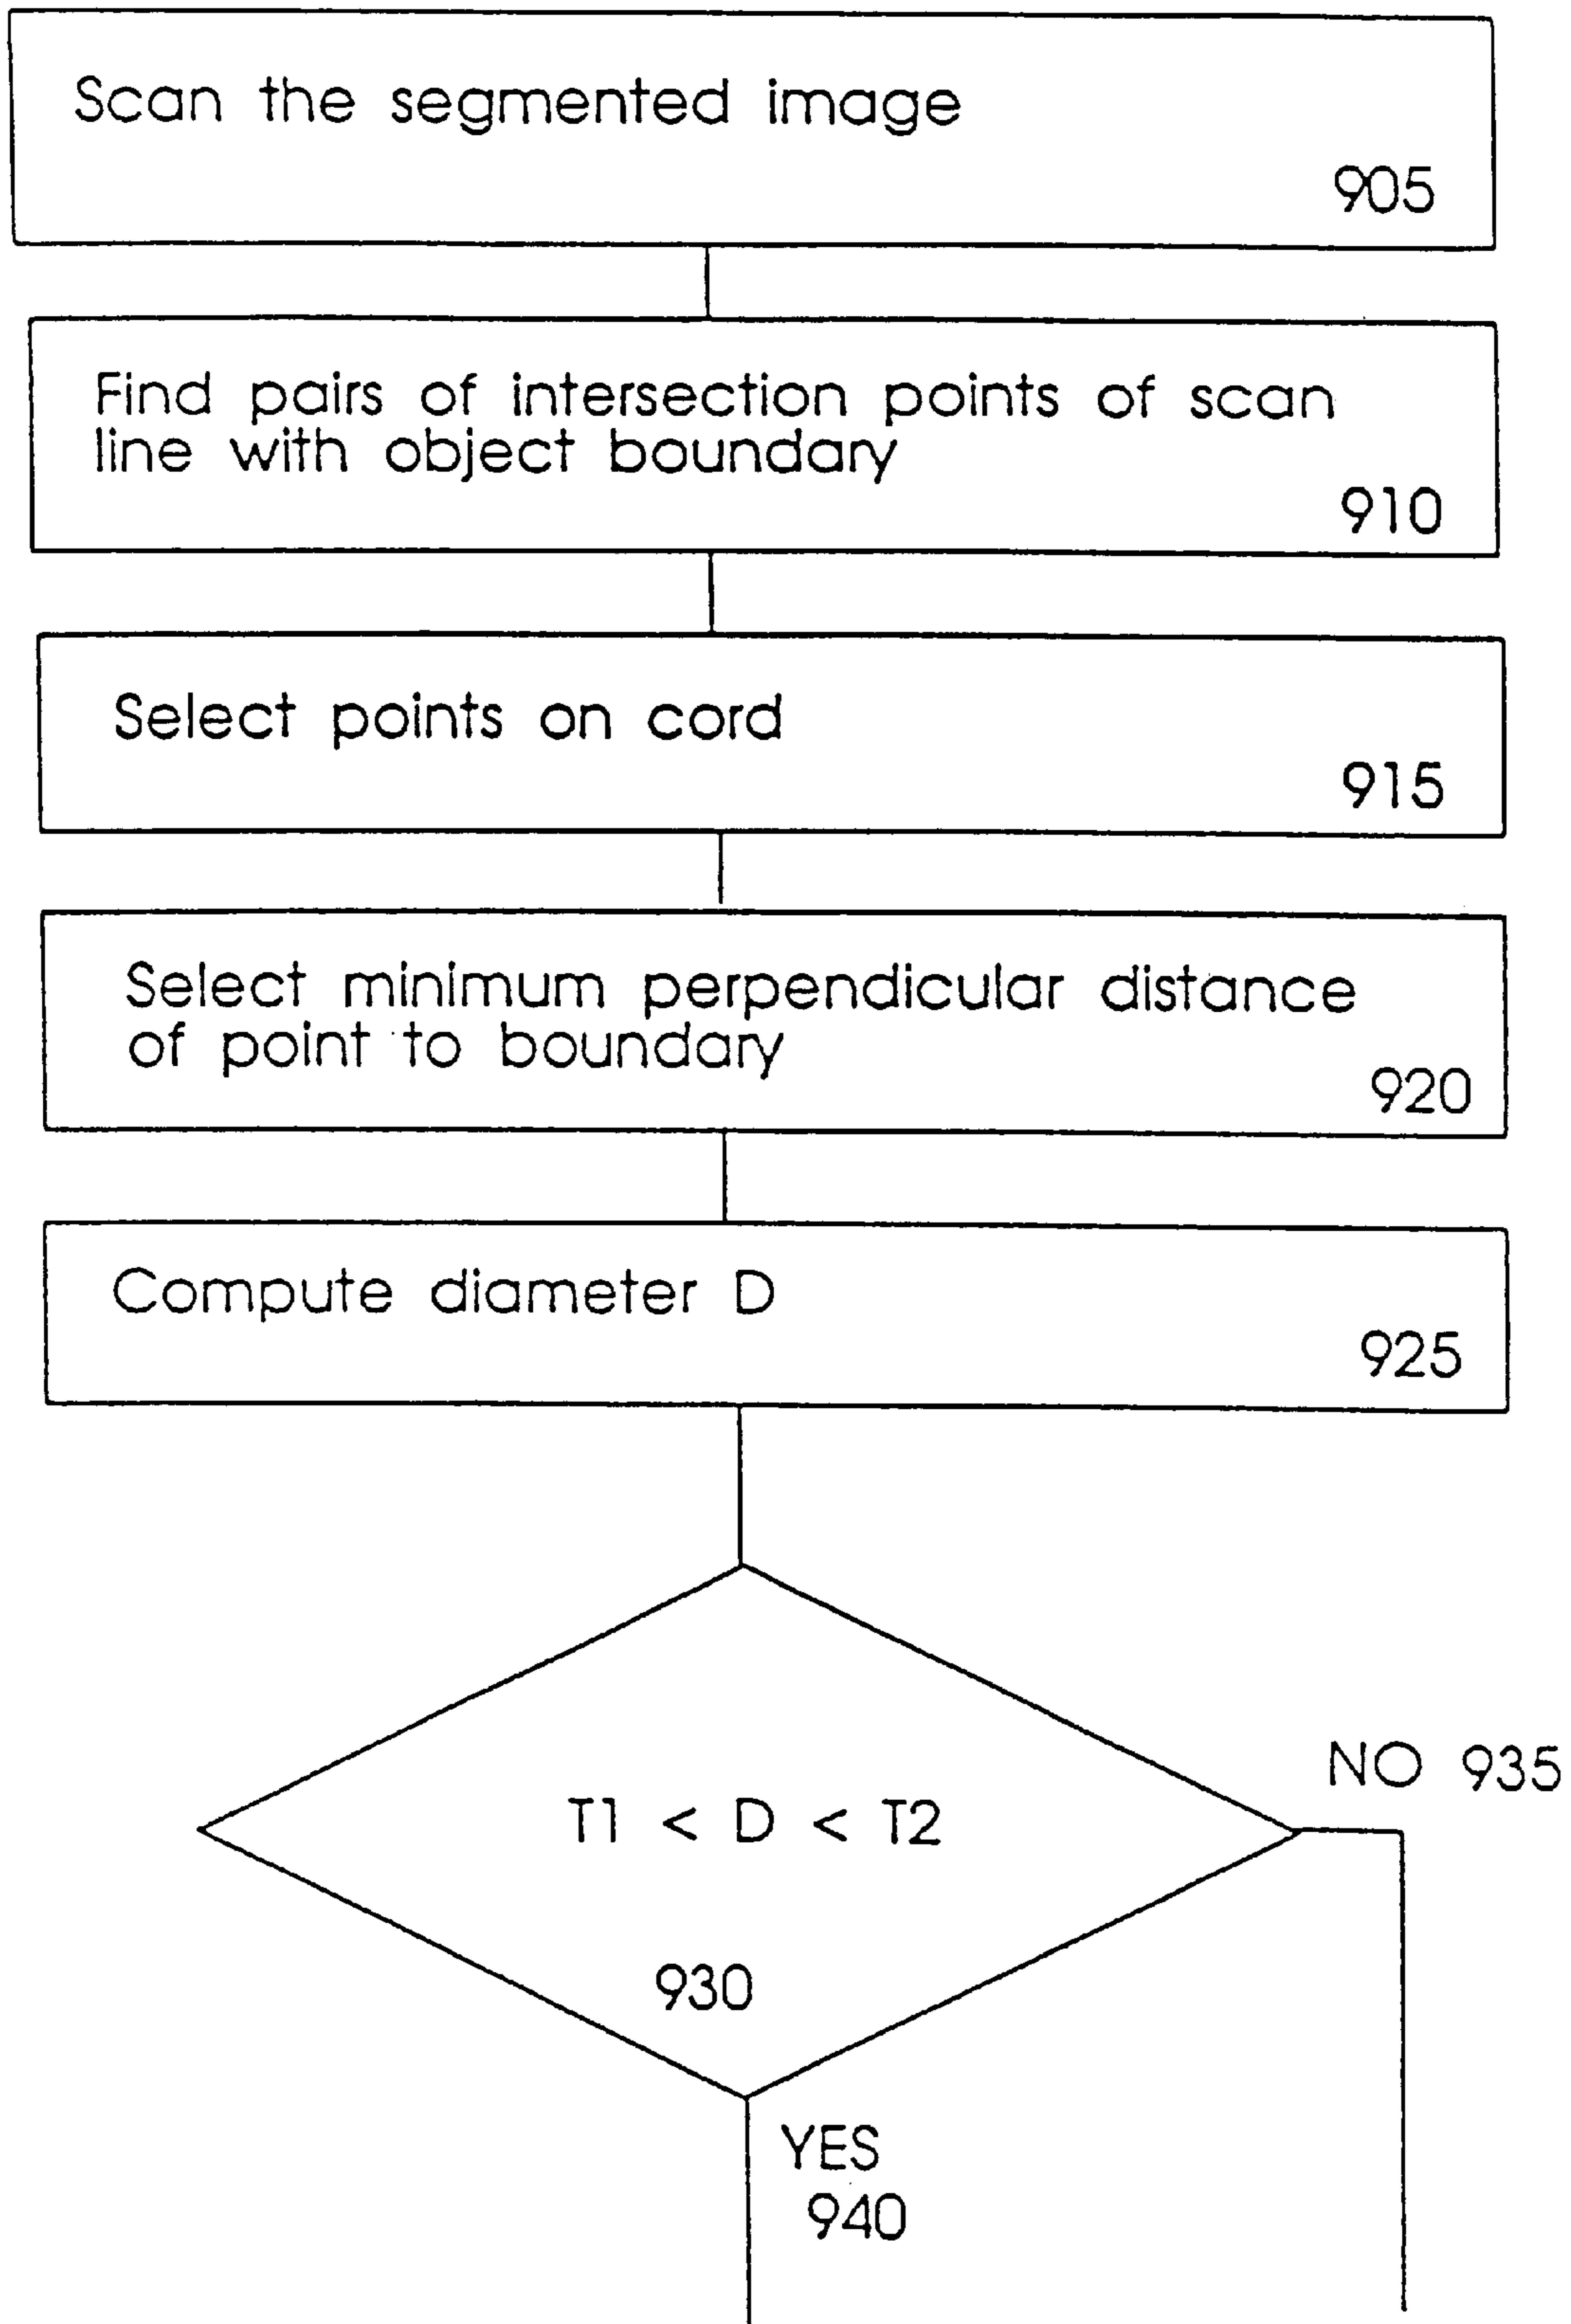 Scan the segmented image
905
Find pairs of intersection points of scan
line with object boundary
910
Select points on cord
915
Select minimum perpendicular distance
of point to boundary
920
Compute diameter D
925
NO 935
T1 < D < T2
930
YES
940